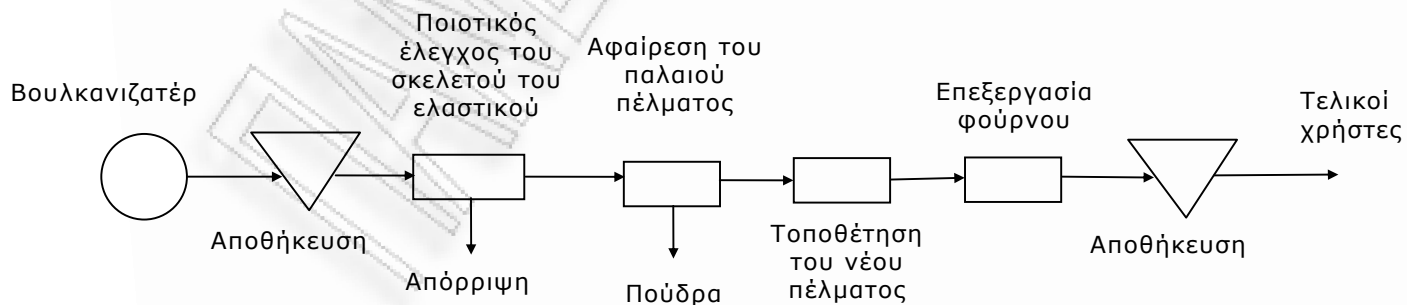 Βουλκανιζατέρ
Αποθήκευση
Ποιοτικός
έλεγχος του
σκελετού του
ελαστικού
Απόρριψη
Αφαίρεση του
παλαιού
πέλματος
Πούδρα
Τοποθέτηση
του νέου
πέλματος
Επεξεργασία
φούρνου
Αποθήκευση
Τελικοί
χρήστες